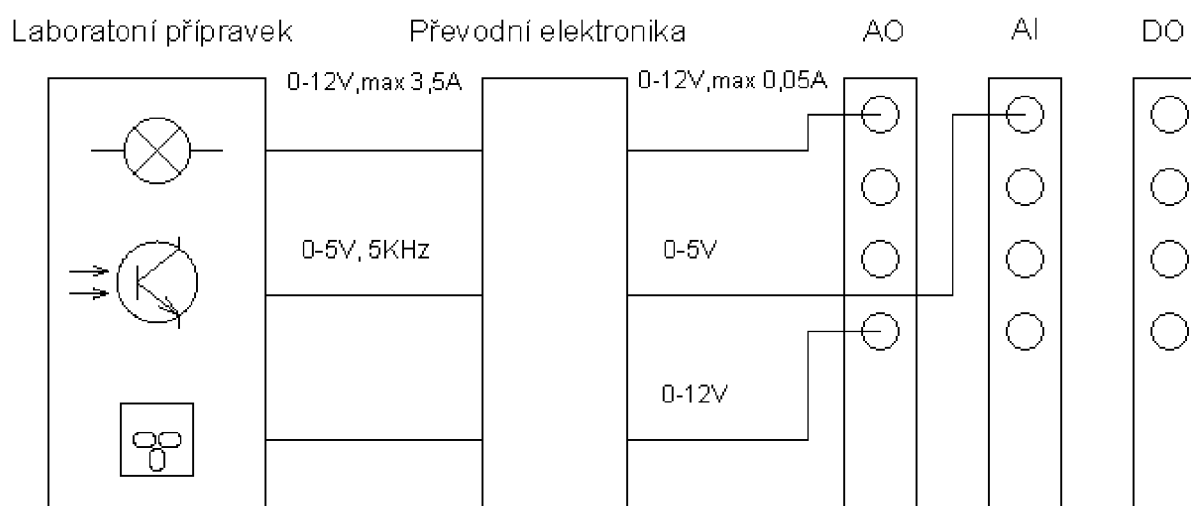 Laboratoní přípravek Převodní elektronika AO AI DO
0-12V,max 3,5A 0-12V,max 0,05A
0-5V, 5KHz 0-5V
0-12V